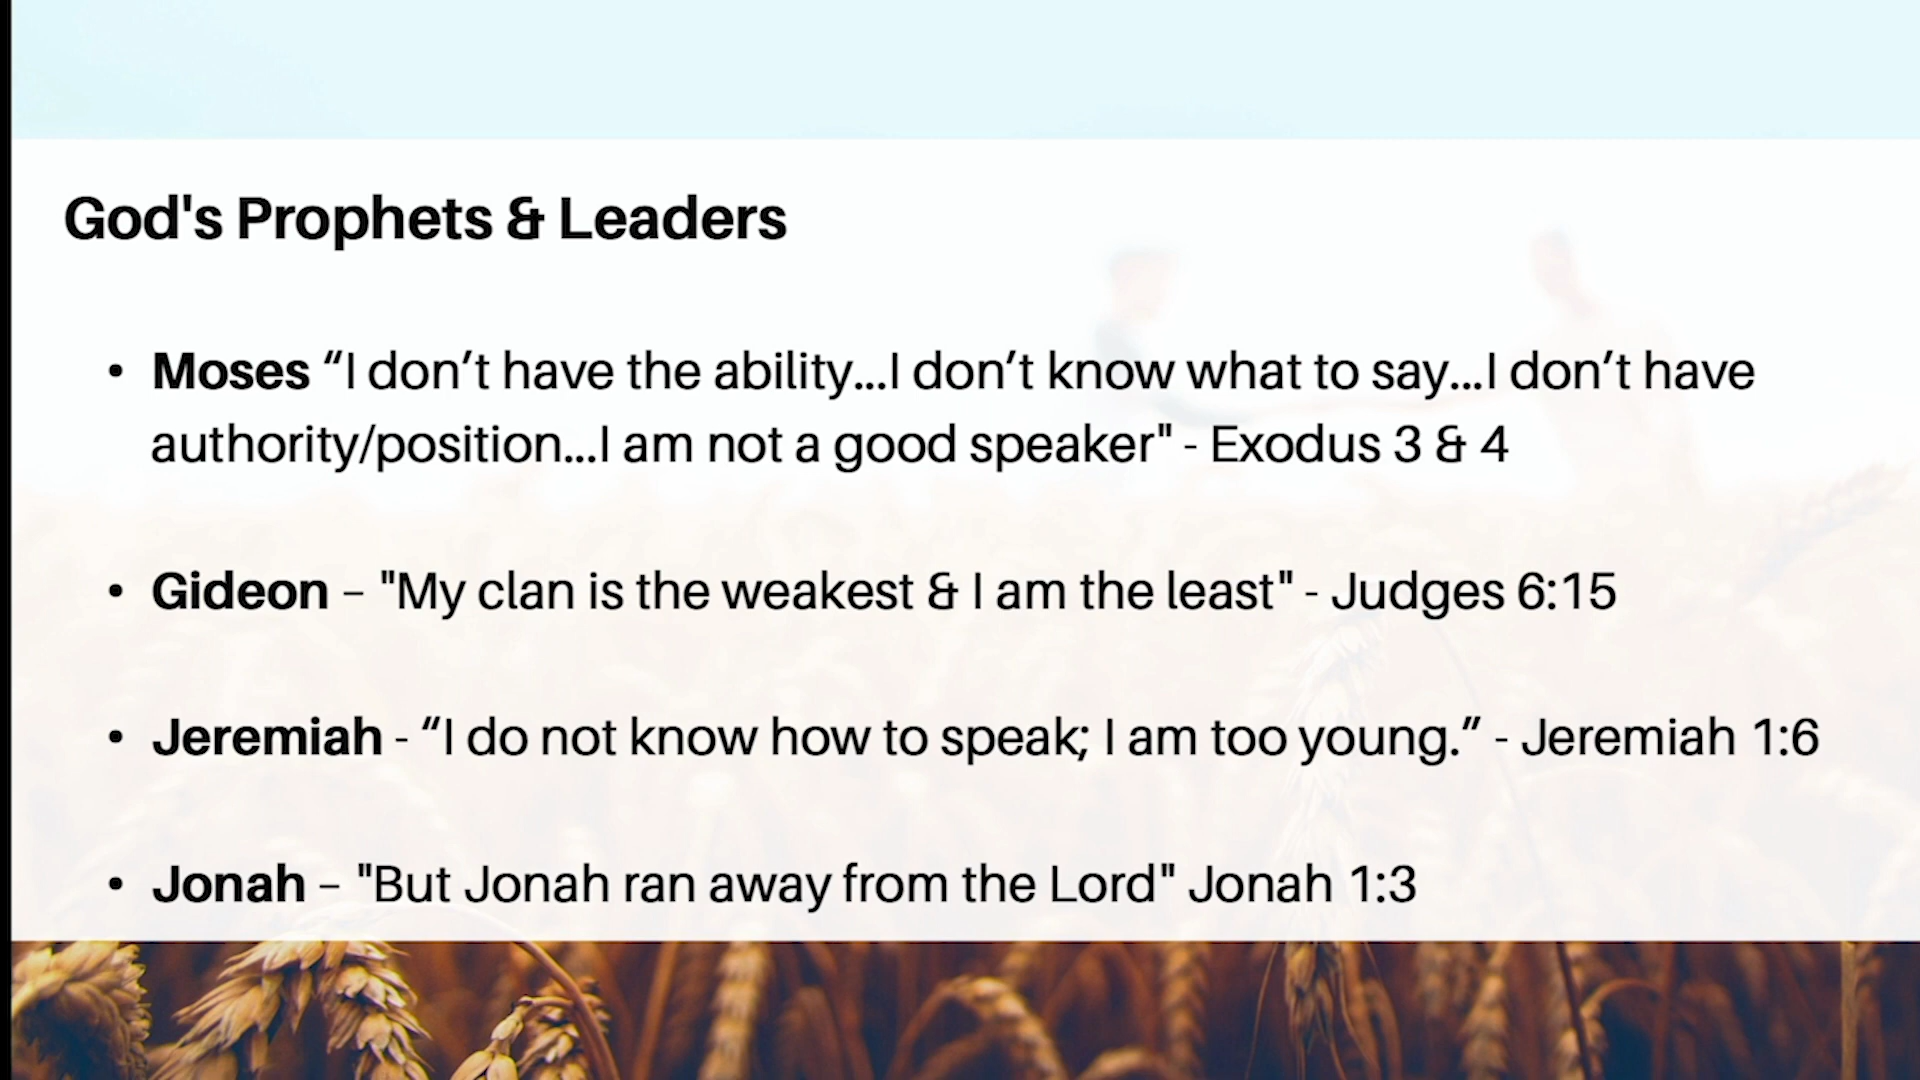 God's Prophets & Leaders
• Moses “I don’t have the ability...I don’t know what to say...I don’t have
authority/position...I am not a good speaker" - Exodus 3 & 4
• Gideon – "My clan is the weakest & I am the least" - Judges 6:15
• Jeremiah - “I do not know how to speak; I am too young.” - Jeremiah 1:6
• Jonah – "But Jonah ran away from the Lord" Jonah 1:3